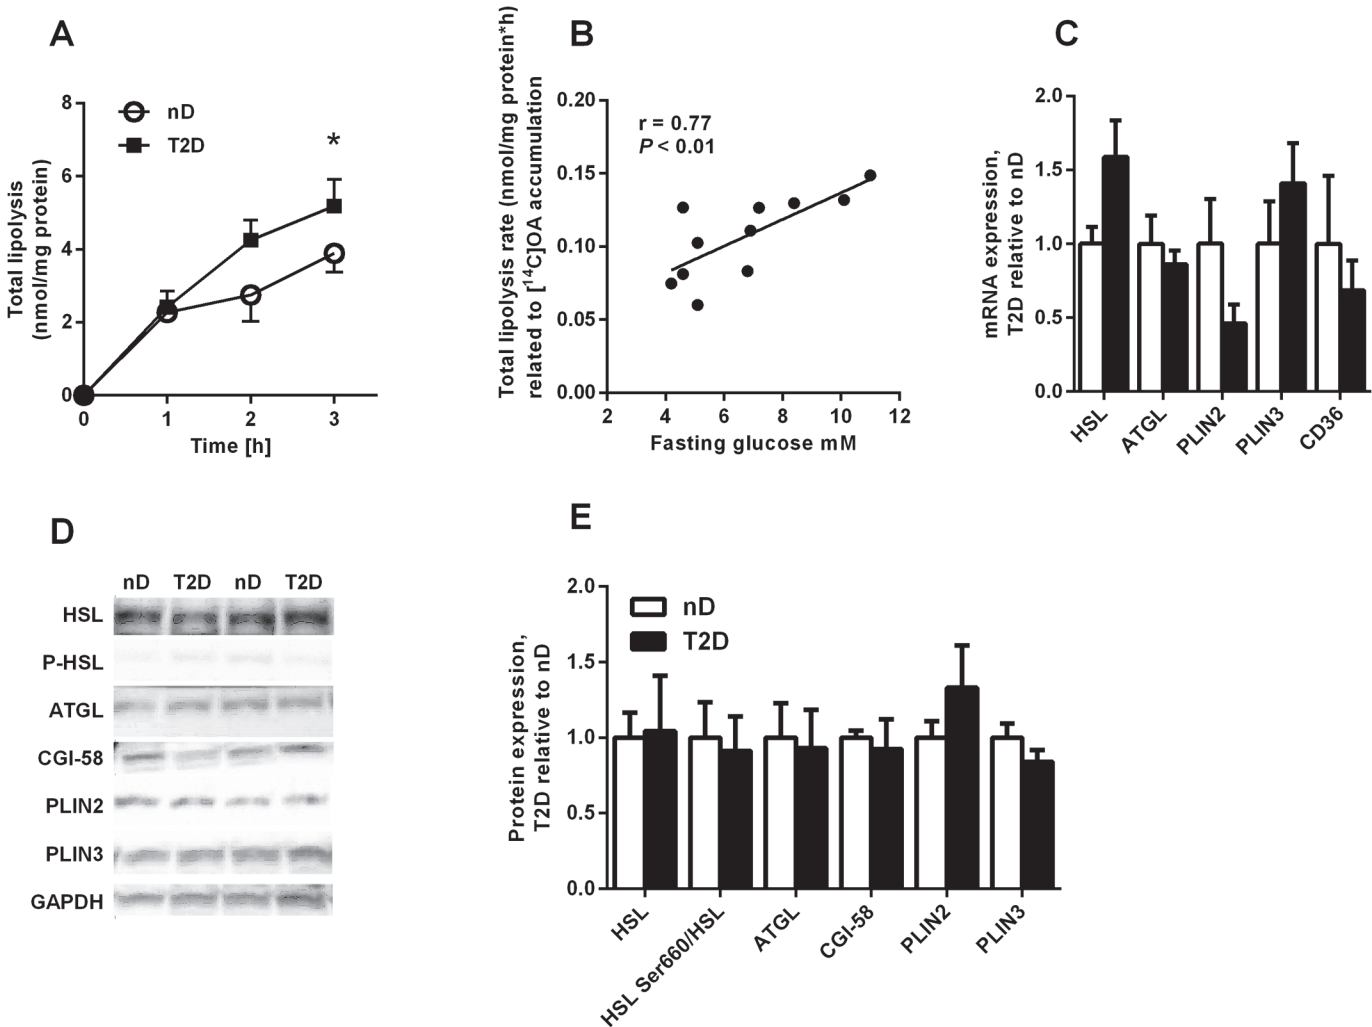 A
Total lipolysis
(nmol/mg protein)
8
6
4
2
0
nD
T2D
*
0
1
2
3
Time [h]
B
Total lipolysis rate (nmol/mg protein*h)
related to [¹⁴C]OA accumulation
0.20
0.15
0.10
0.05
0.00
r = 0.77
P < 0.01
2
4
6
8
10
12
Fasting glucose mM
C
mRNA expression,
T2D relative to nD
2.0
1.5
1.0
0.5
0.0
HSL
ATGL
PLIN2
PLIN3
CD36
D
nD T2D nD T2D
HSL
P-HSL
ATGL
CGI-58
PLIN2
PLIN3
GAPDH
E
Protein expression,
T2D relative to nD
2.0
1.5
1.0
0.5
0.0
nD
T2D
HSL
HSL Ser660/HSL
ATGL
CGI-58
PLIN2
PLIN3